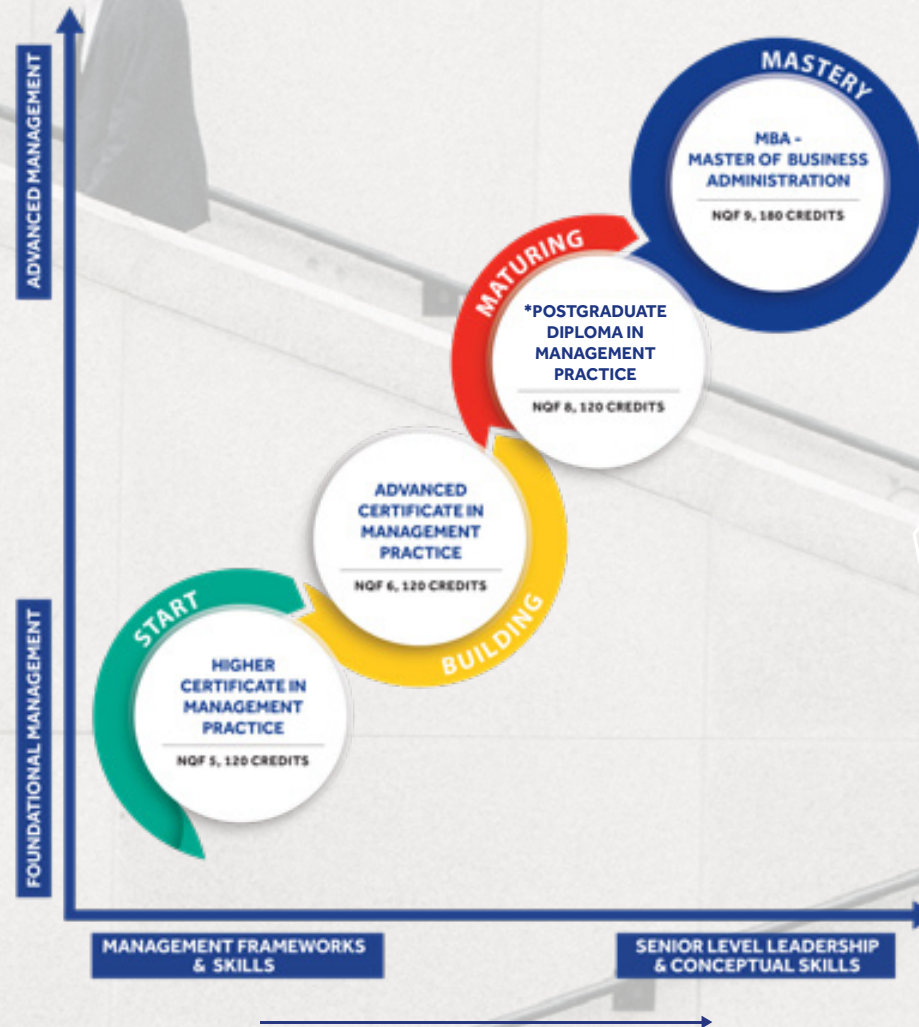 ADVANCED MANAGEMENT
MASTERY
MBA -
MASTER OF BUSINESS
ADMINISTRATION
NQF 9, 180 CREDITS
MATURING
*POSTGRADUATE
DIPLOMA IN
MANAGEMENT
PRACTICE
NQF 8, 120 CREDITS
ADVANCED
CERTIFICATE IN
MANAGEMENT
PRACTICE
NQF 6, 120 CREDITS
BUILDING
START
HIGHER
CERTIFICATE IN
MANAGEMENT
PRACTICE
NQF 5, 120 CREDITS
FOUNDATIONAL MANAGEMENT
MANAGEMENT FRAMEWORKS
& SKILLS
SENIOR LEVEL LEADERSHIP
& CONCEPTUAL SKILLS